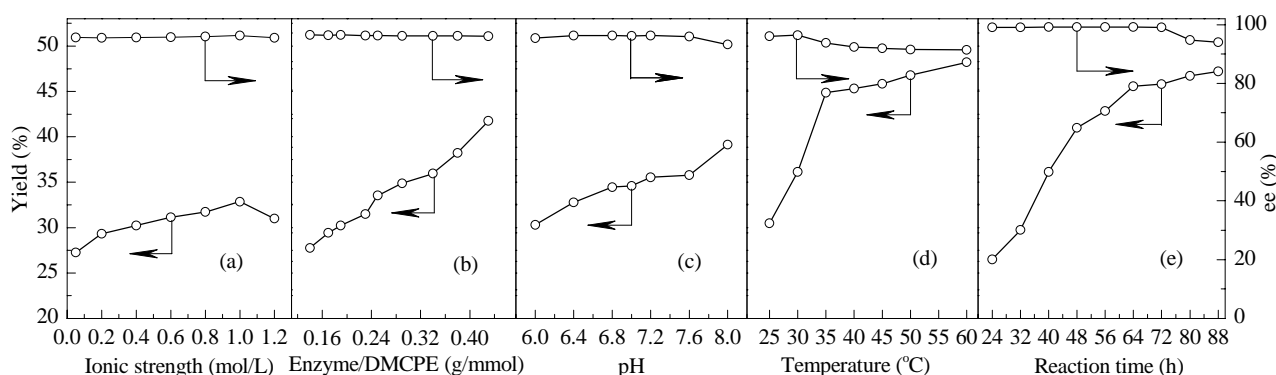 50
45
40
35
30
25
20
Yield (%)
100
80
60
40
20
0
ee (%)
(a)
(b)
(c)
(d)
(e)
0.0 0.2 0.4 0.6 0.8 1.0 1.2
0.16 0.24 0.32 0.40
6.0 6.4 6.8 7.2 7.6 8.0
25 30 35 40 45 50 55 60
24 32 40 48 56 64 72 80 88
Ionic strength (mol/L)
Enzyme/DMCPE (g/mmol)
pH
Temperature (°C)
Reaction time (h)